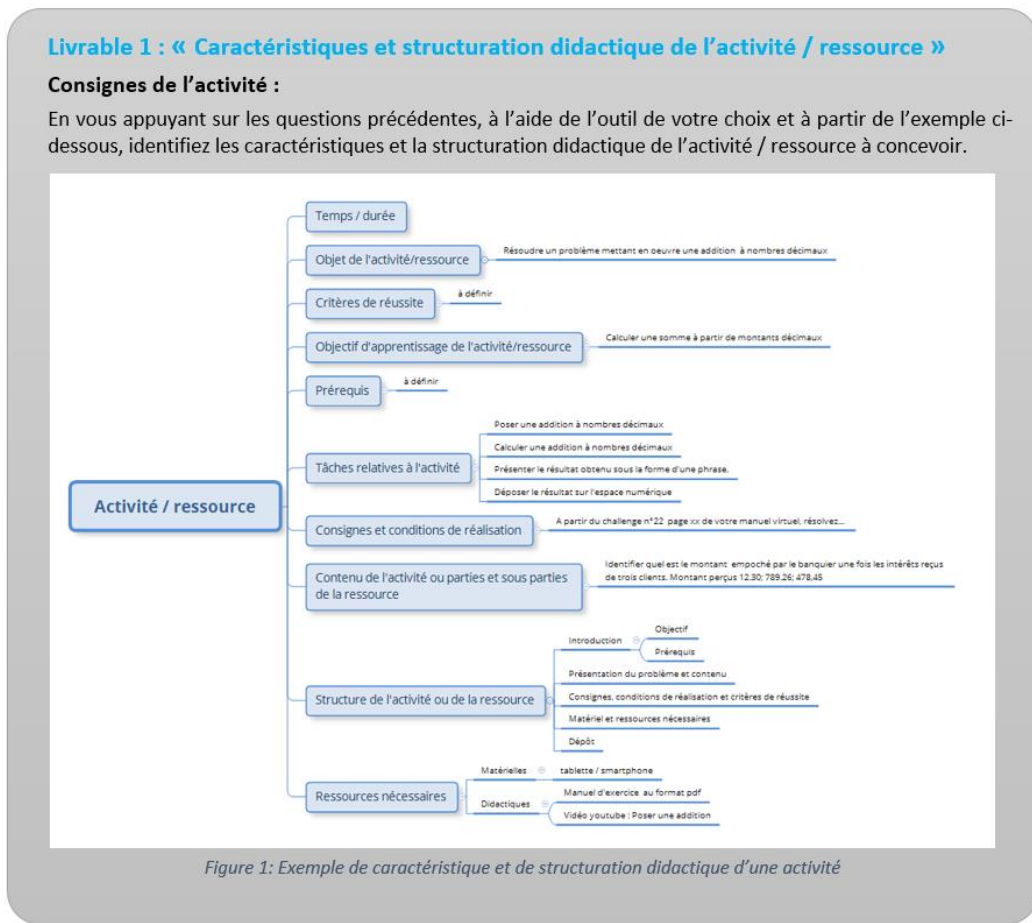 Livrable 1 : « Caractéristiques et structuration didactique de l'activité / ressource »
Consignes de l'activité :
En vous appuyant sur les questions précédentes, à l'aide de l'outil de votre choix et à partir de l'exemple ci-
dessous, identifiez les caractéristiques et la structuration didactique de l'activité / ressource à concevoir.
Activité / ressource
Temps / durée
Objet de l'activité/ressource
Résoudre un problème mettant en oeuvre une addition à nombres décimaux
Critères de réussite
à définir
Objectif d'apprentissage de l'activité/ressource
Calculer une somme à partir de montants décimaux
Prérequis
à définir
Tâches relatives à l'activité
Poser une addition à nombres décimaux
Calculer une addition à nombres décimaux
Présenter le résultat obtenu sous la forme d'une phrase.
Déposer le résultat sur l'espace numérique
Consignes et conditions de réalisation
A partir du challenge n°22 page xx de votre manuel virtuel, résolvez...
Contenu de l'activité ou parties et sous parties
de la ressource
Identifier quel est le montant empoché par le banquier une fois les intérêts reçus
de trois clients. Montant perçus 12.30; 789.26; 478,45
Structure de l'activité ou de la ressource
Introduction
Objectif
Prérequis
Présentation du problème et contenu
Consignes, conditions de réalisation et critères de réussite
Matériel et ressources nécessaires
Dépôt
Ressources nécessaires
Matérielles
tablette / smartphone
Didactiques
Manuel d'exercice au format pdf
Vidéo youtube : Poser une addition
Figure 1: Exemple de caractéristique et de structuration didactique d'une activité